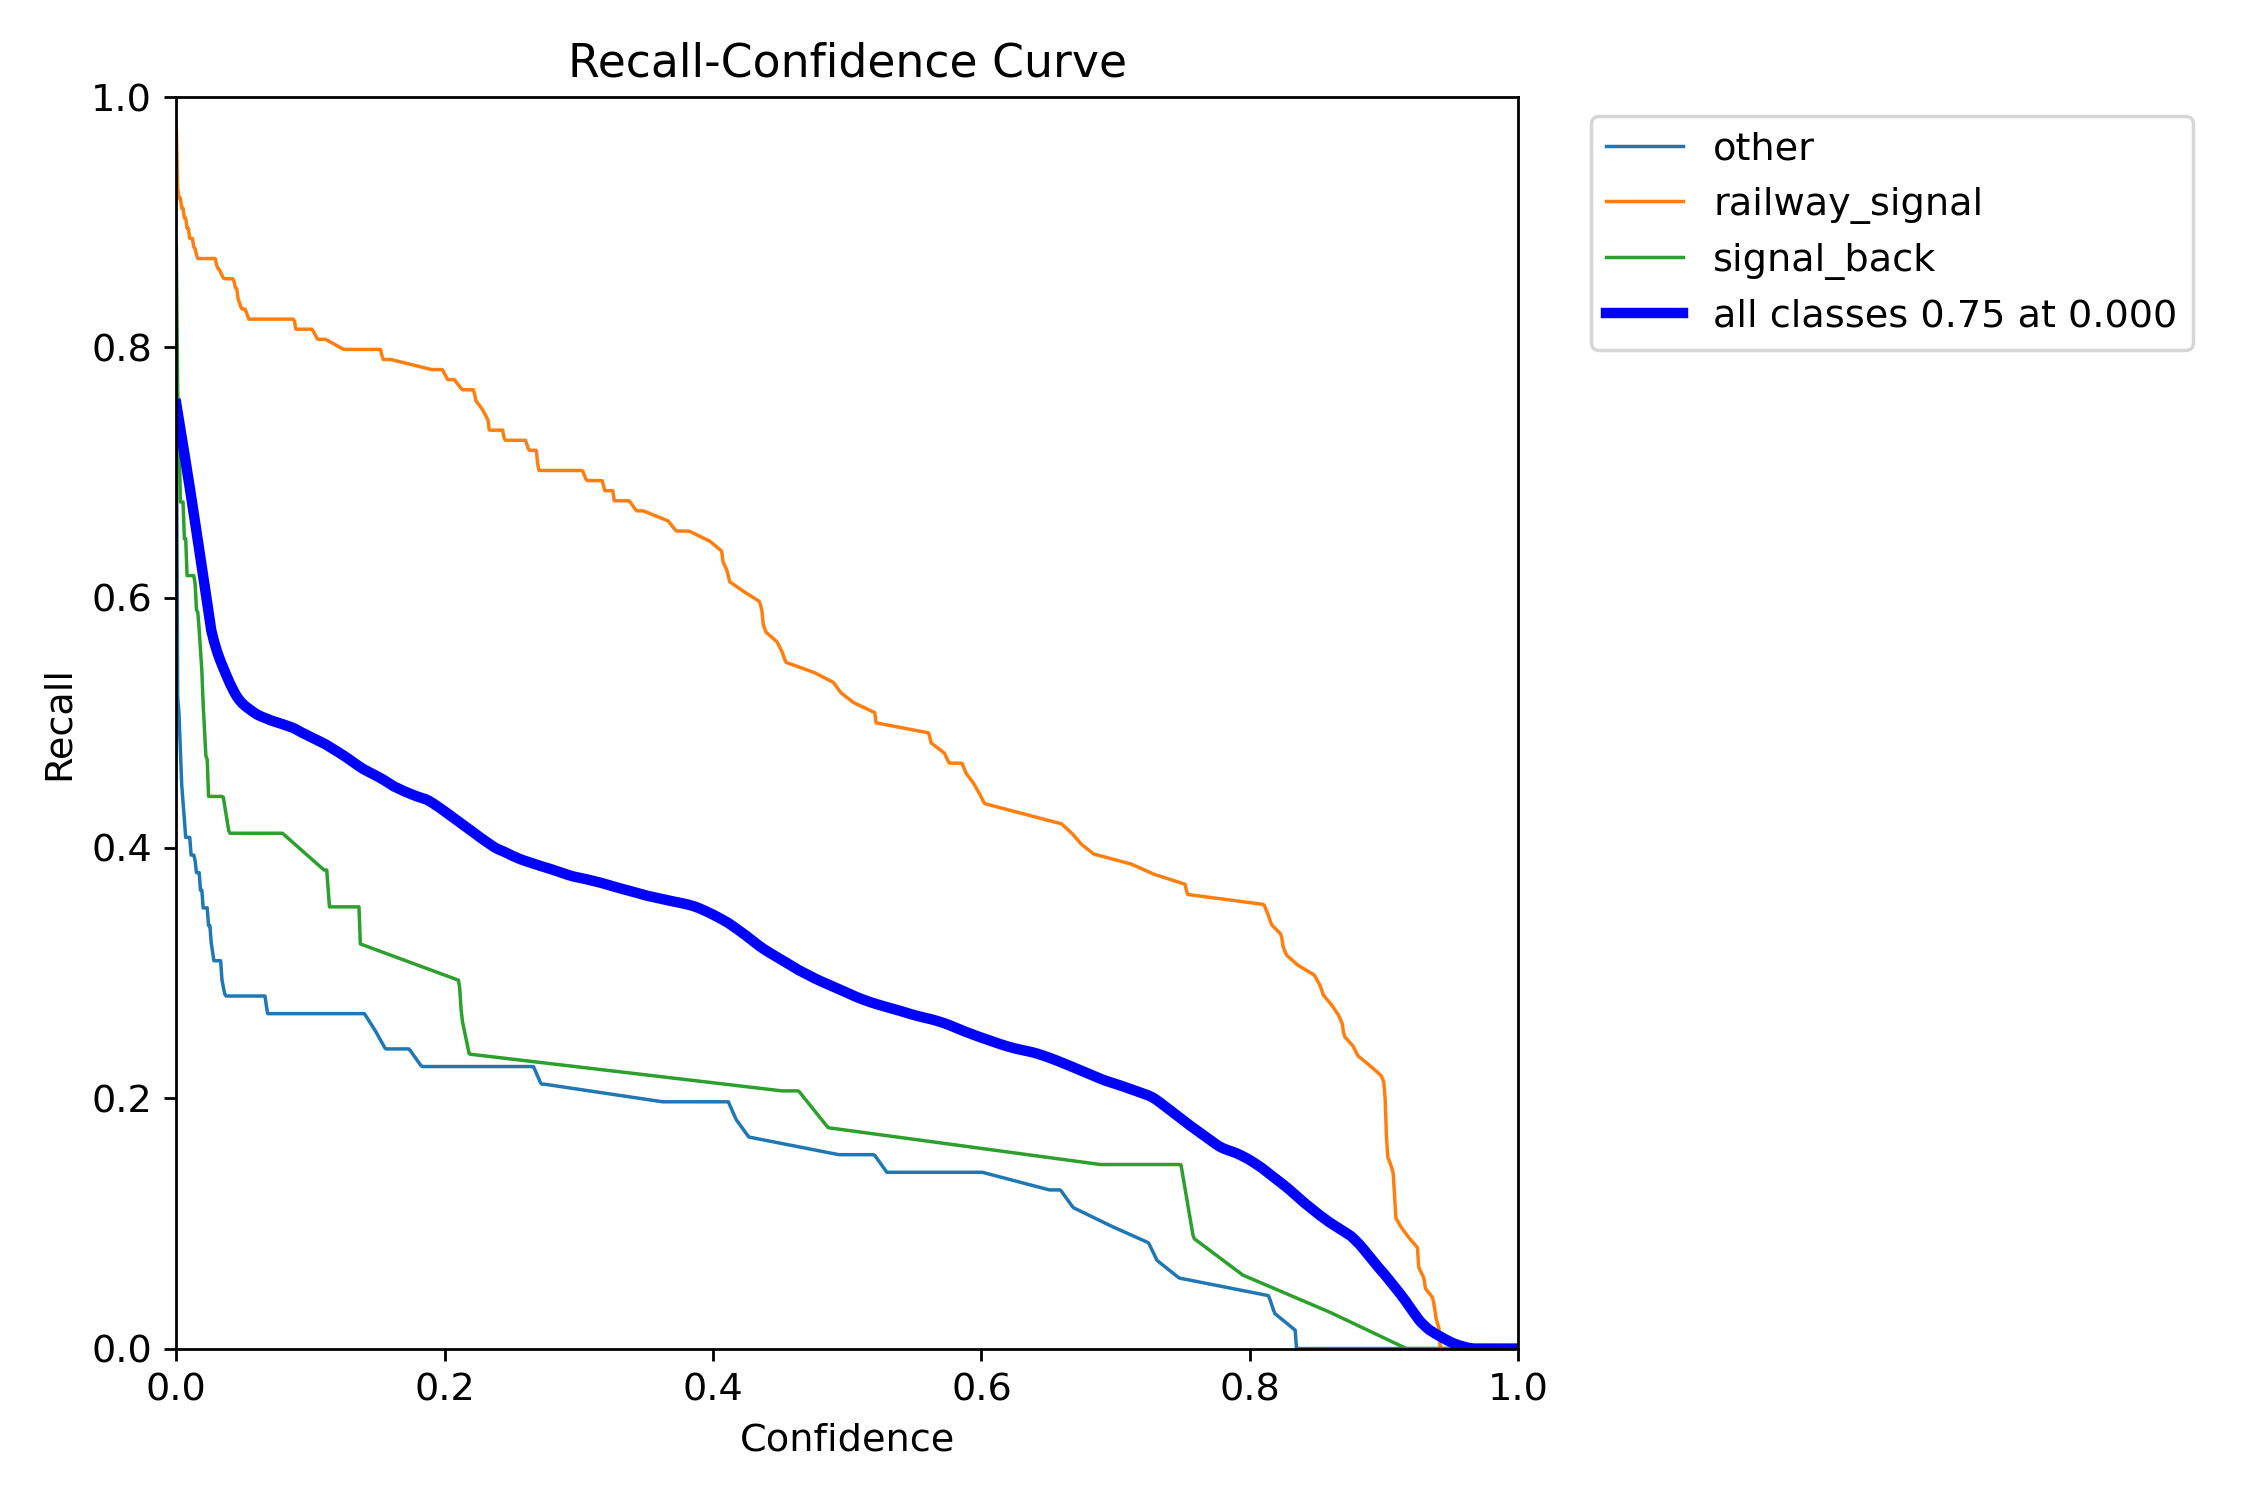 Recall-Confidence Curve
1.0
0.8
0.6
0.4
0.2
0.0
Recall
0.0 0.2 0.4 0.6 0.8 1.0
Confidence
other
railway_signal
signal_back
all classes 0.75 at 0.000